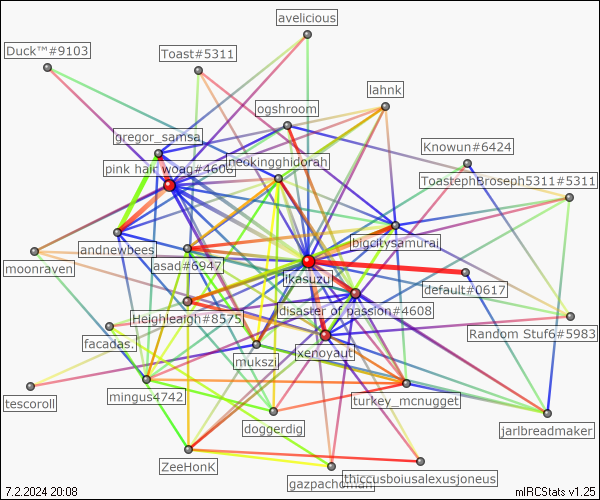 avelicious
Duck™#9103
Toast#5311
lahnk
ogshroom
gregor_samsa
Knowun#6424
pink hair woag#4606
neokingghidorah
ToastephBroseph5311#5311
andnewbees
bigcitysamurai
moonraven
asad#6947
ikasuzu
default#0617
Heighleaigh#8575
disaster of passion#4608
facadas.
Random Stuf6#5983
xenoyaut
mukszi
tescoroll
mingus4742
turkey_mcnugget
doggerdig
jarlbreadmaker
ZeeHonK
gazpachoman
thiccusboiusalexusjoneus
7.2.2024 20:08
mIRCStats v1.25